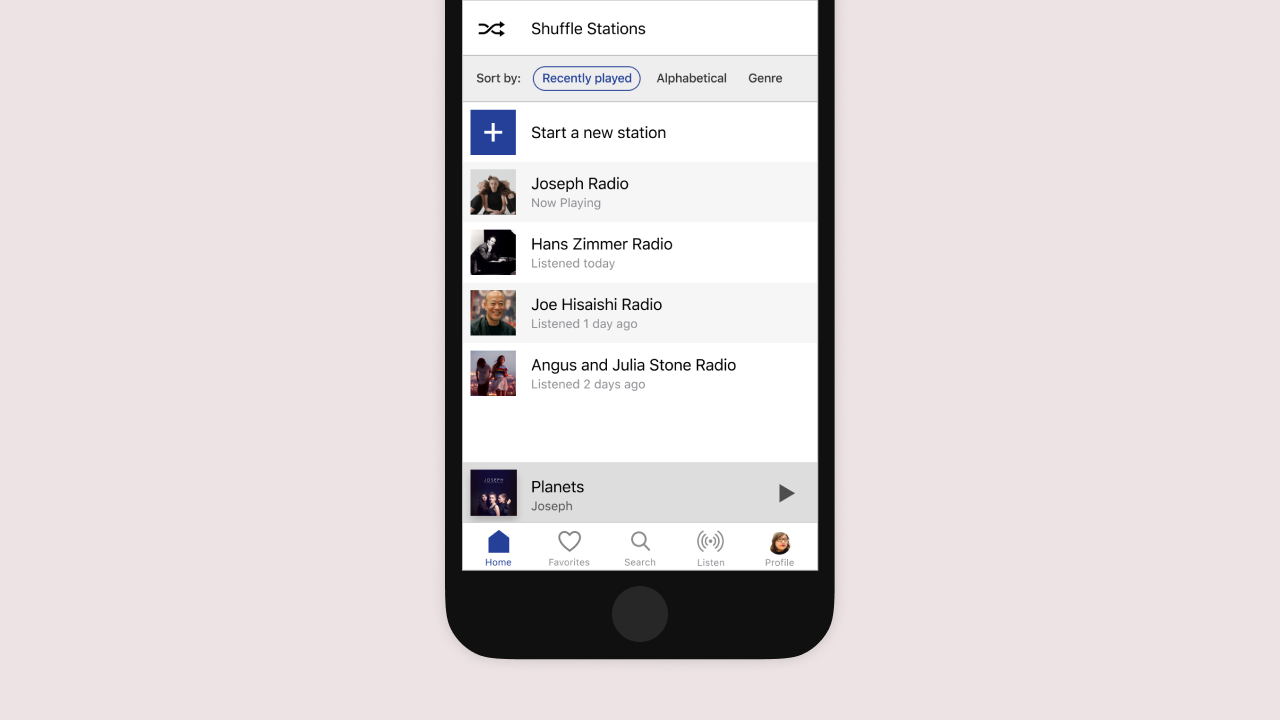 Shuffle Stations
Sort by: Recently played Alphabetical Genre
Start a new station
Joseph Radio
Now Playing
Hans Zimmer Radio
Listened today
Joe Hisaishi Radio
Listened 1 day ago
Angus and Julia Stone Radio
Listened 2 days ago
JOSEPH
Planets
Joseph
Home Favorites Search Listen Profile